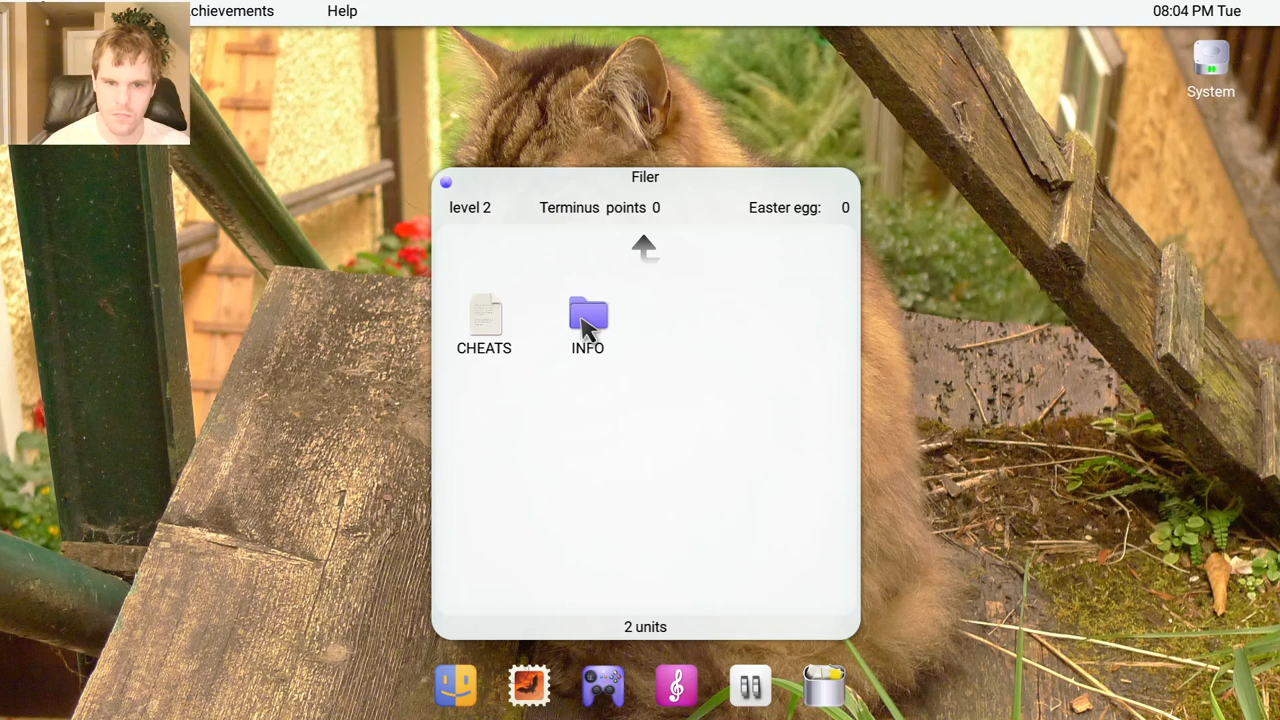 chievements Help 08:04 PM Tue
System
Filer
level 2 Terminus points 0 Easter egg: 0
CHEATS INFO
2 units